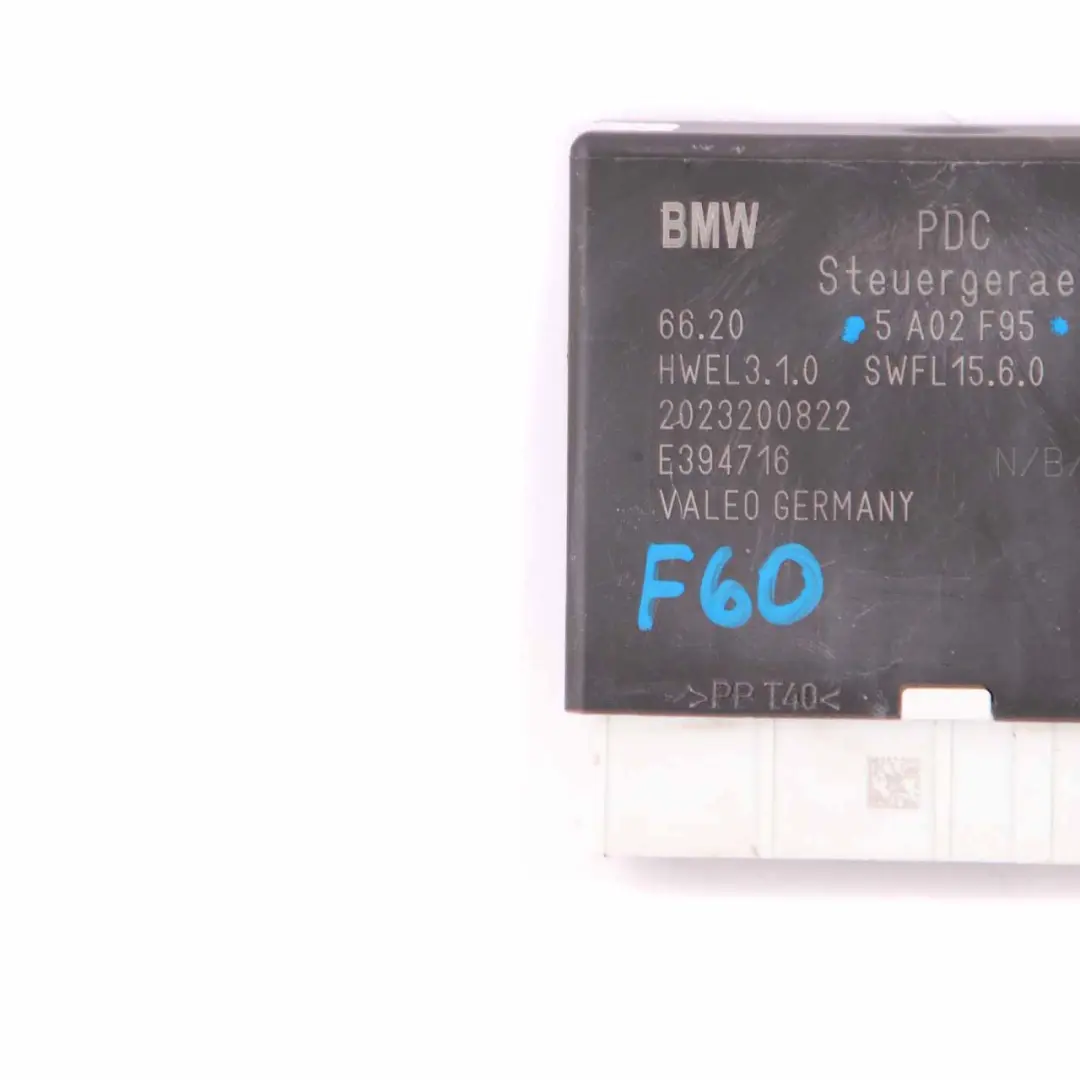 BMW PDC
Steuergerae
66.20 5 A02 F95
HWEL3.1.0 SWFL15.6.0
2023200822
E394716 N/B/
VALEO GERMANY
F60
>PP T40<